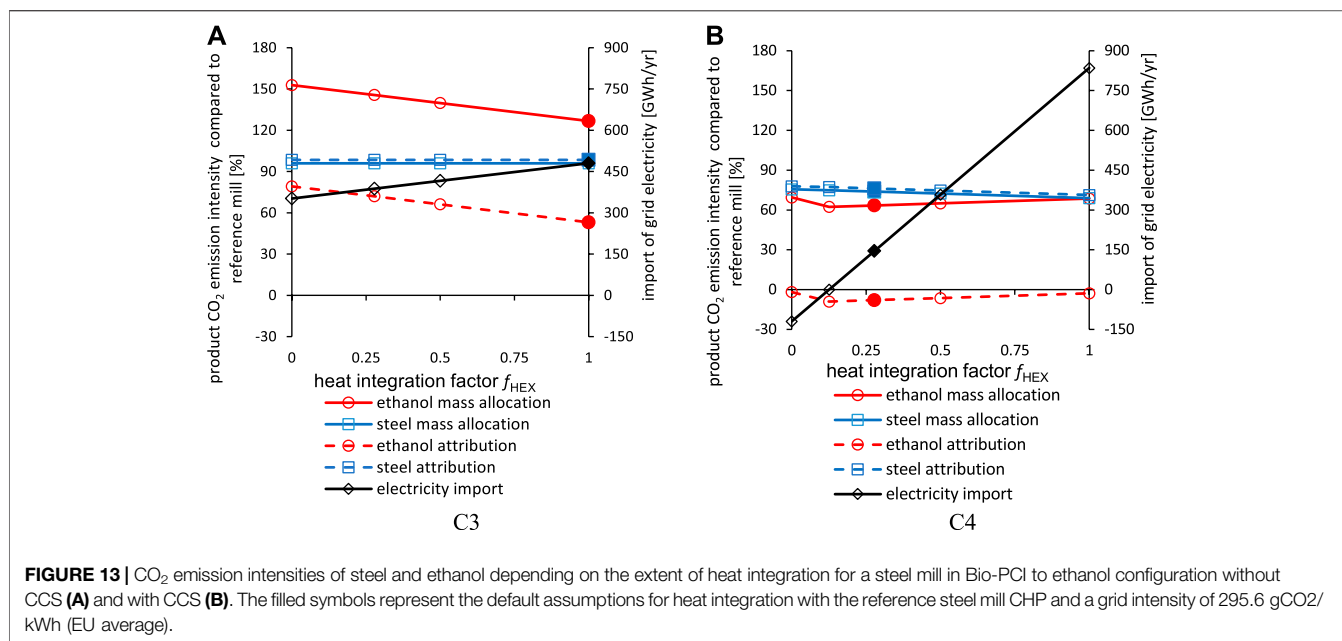 A
product CO2 emission intensity compared to
reference mill [%]
180
150
120
90
60
30
0
-30
900
750
600
450
300
150
0
-150
import of grid electricity [GWh/yr]
0 0.25 0.5 0.75 1
heat integration factor fHEX
ethanol mass allocation
steel mass allocation
ethanol attribution
steel attribution
electricity import
C3
B
product CO2 emission intensity compared to
reference mill [%]
180
150
120
90
60
30
0
-30
900
750
600
450
300
150
0
-150
import of grid electricity [GWh/yr]
0 0.25 0.5 0.75 1
heat integration factor fHEX
ethanol mass allocation
steel mass allocation
ethanol attribution
steel attribution
electricity import
C4
FIGURE 13 | CO2 emission intensities of steel and ethanol depending on the extent of heat integration for a steel mill in Bio-PCI to ethanol configuration without
CCS (A) and with CCS (B). The filled symbols represent the default assumptions for heat integration with the reference steel mill CHP and a grid intensity of 295.6 gCO2/
kWh (EU average).